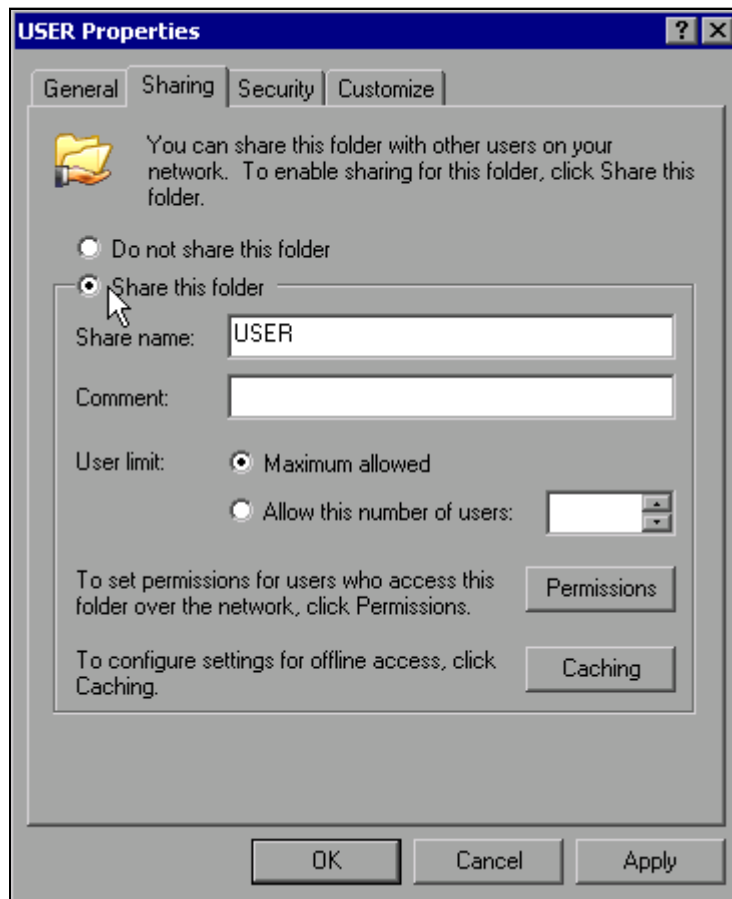 USER Properties
General Sharing Security Customize
You can share this folder with other users on your
network. To enable sharing for this folder, click Share this
folder.
Do not share this folder
Share this folder
Share name: USER
Comment:
User limit: Maximum allowed
Allow this number of users:
To set permissions for users who access this
folder over the network, click Permissions.
Permissions
To configure settings for offline access, click
Caching.
Caching
OK Cancel Apply